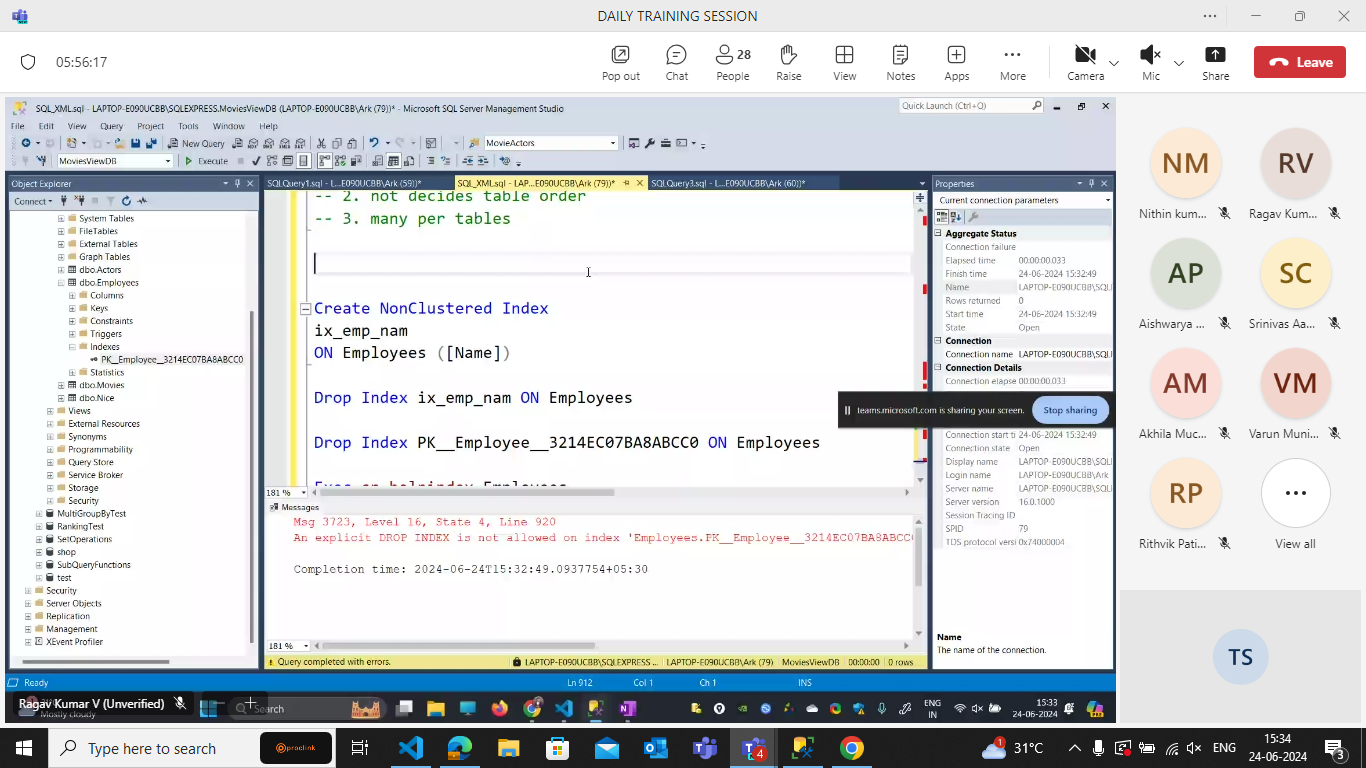 DAILY TRAINING SESSION
05:56:17
Pop out
Chat
28
People
Raise
View
Notes
Apps
More
Camera
Mic
Share
Leave
SQL_XML.sql - LAPTOP-E090UCBB\SQLEXPRESS.MoviesViewDB (LAPTOP-E090UCBB\Ark (79))* - Microsoft SQL Server Management Studio
Quick Launch (Ctrl+Q)
File Edit View Query Project Tools Window Help
New Query
MovieActors
MoviesViewDB
Execute
Object Explorer
Connect
System Tables
FileTables
External Tables
Graph Tables
dbo.Actors
dbo.Employees
Columns
Keys
Constraints
Triggers
Indexes
PK__Employee__3214EC07BA8ABCC0
Statistics
dbo.Movies
dbo.Nice
Views
External Resources
Synonyms
Programmability
Query Store
Service Broker
Storage
Security
MultiGroupByTest
RankingTest
SetOperations
shop
SubQueryFunctions
test
Security
Server Objects
Replication
Management
XEvent Profiler
SQLQuery1.sql - L...E090UCBB\Ark (59))*
SQL_XML.sql - LAP...E090UCBB\Ark (79))*
SQLQuery3.sql - L...E090UCBB\Ark (60))*
-- 2. not decides table order
-- 3. many per tables
Create NonClustered Index
ix_emp_nam
ON Employees ([Name])
Drop Index ix_emp_nam ON Employees
Drop Index PK__Employee__3214EC07BA8ABCC0 ON Employees
Exec sp_helpindex Employees
181 %
Messages
Msg 3723, Level 16, State 4, Line 920
An explicit DROP INDEX is not allowed on index 'Employees.PK__Employee__3214EC07BA8ABCC0
Completion time: 2024-06-24T15:32:49.0937754+05:30
181 %
Query completed with errors.
LAPTOP-E090UCBB\SQLEXPRESS ...
LAPTOP-E090UCBB\Ark (79)
MoviesViewDB
00:00:00
0 rows
Properties
Current connection parameters
Aggregate Status
Connection failure
Elapsed time 00:00:00.033
Finish time 24-06-2024 15:32:49
Name LAPTOP-E090UCBB\SQLI
Rows returned 0
Start time 24-06-2024 15:32:49
State Open
Connection
Connection name LAPTOP-E090UCBB\SQLI
Connection Details
Connection elapse 00:00:00.033
teams.microsoft.com is sharing your screen.
Stop sharing
Connection start ti 24-06-2024 15:32:49
Connection state Open
Display name LAPTOP-E090UCBB\SQLI
Login name LAPTOP-E090UCBB\Ark
Server name LAPTOP-E090UCBB\SQLI
Server version 16.0.1000
Session Tracing ID
SPID 79
TDS protocol versi 0x74000004
Name
The name of the connection.
Ready
Ln 912
Col 1
Ch 1
INS
Ragav Kumar V (Unverified)
Mostly cloudy
Search
ENG
IN
15:33
24-06-2024
NM
Nithin kum...
RV
Ragav Kum...
AP
Aishwarya ...
SC
Srinivas Aa...
AM
Akhila Muc...
VM
Varun Muni...
RP
Rithvik Pati...
View all
TS
Type here to search
proclink
4
1
31°C
ENG
15:34
24-06-2024
3